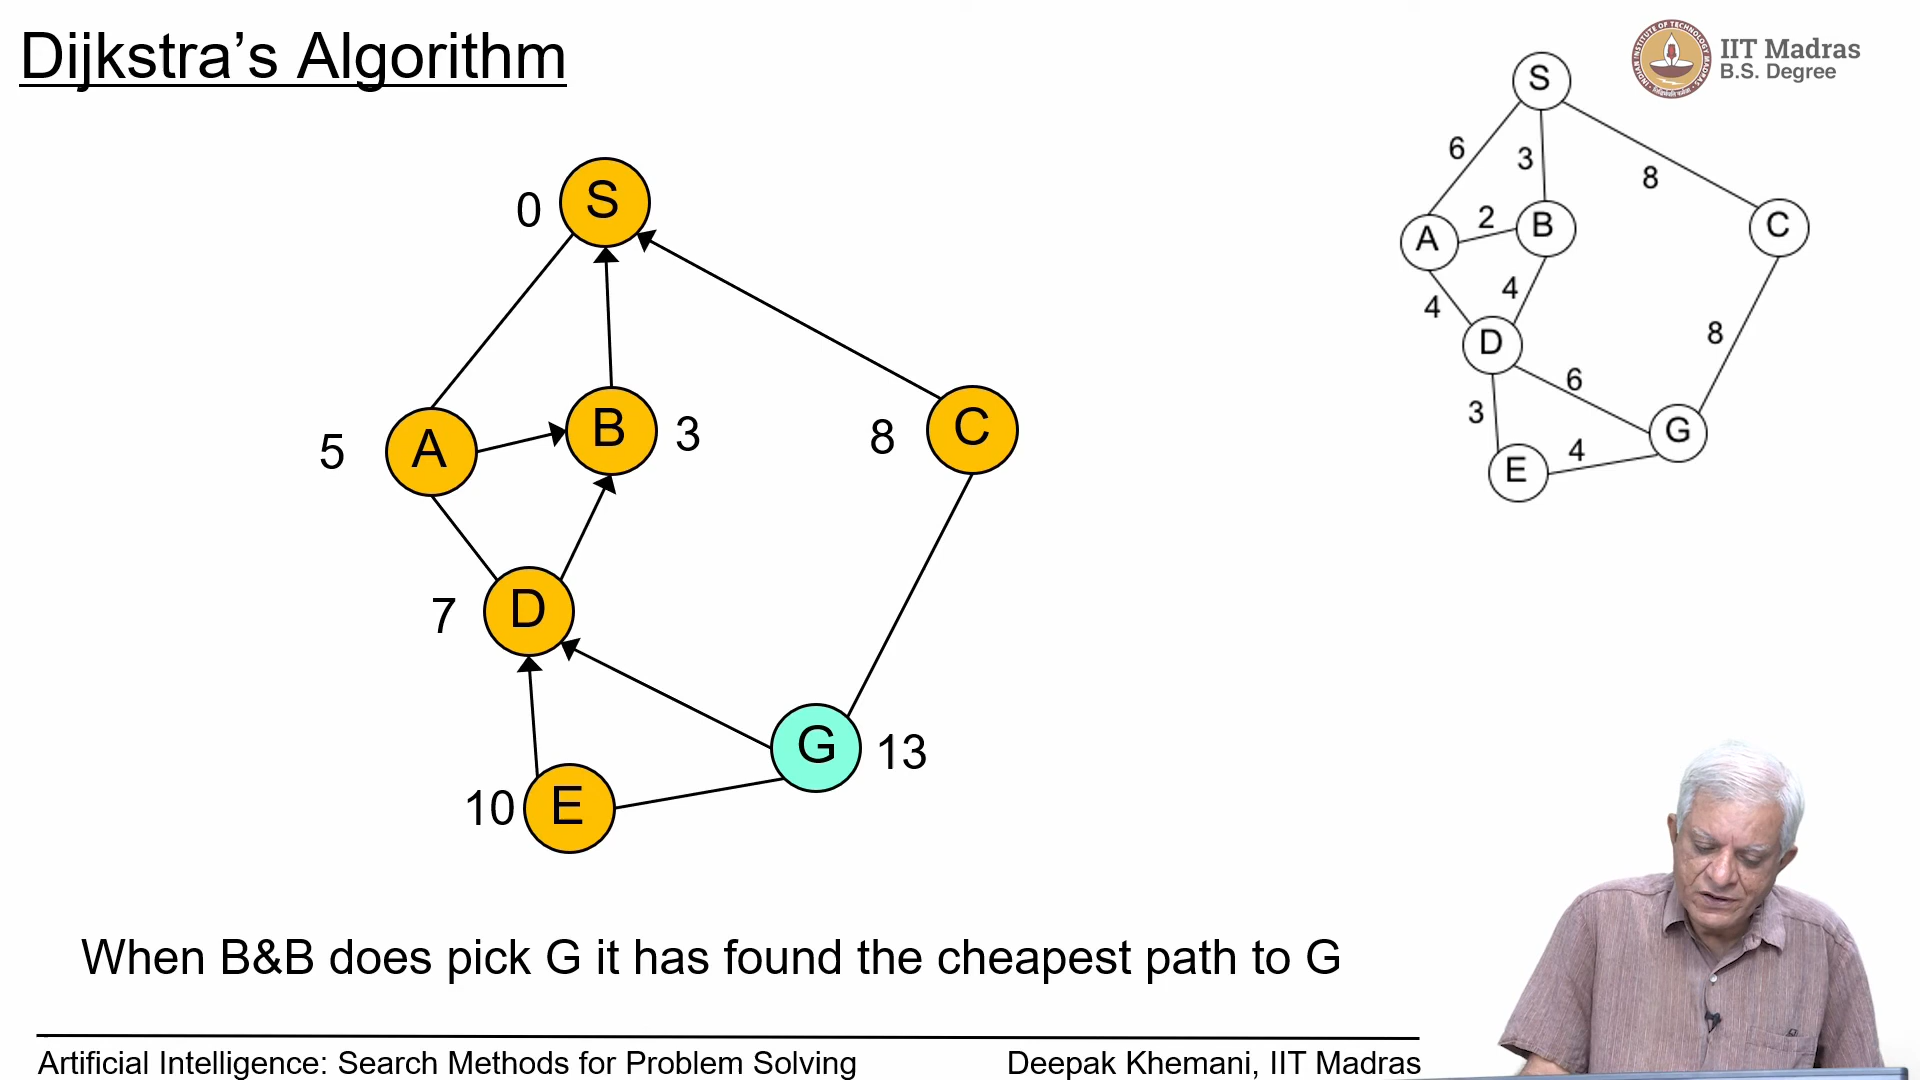 Dijkstra’s Algorithm
IIT Madras
B.S. Degree
S
0
A
5
B
3
C
8
D
7
G
13
E
10
S
6
3
8
A
2
B
C
4
4
D
8
6
3
G
4
E
When B&B does pick G it has found the cheapest path to G
Artificial Intelligence: Search Methods for Problem Solving
Deepak Khemani, IIT Madras